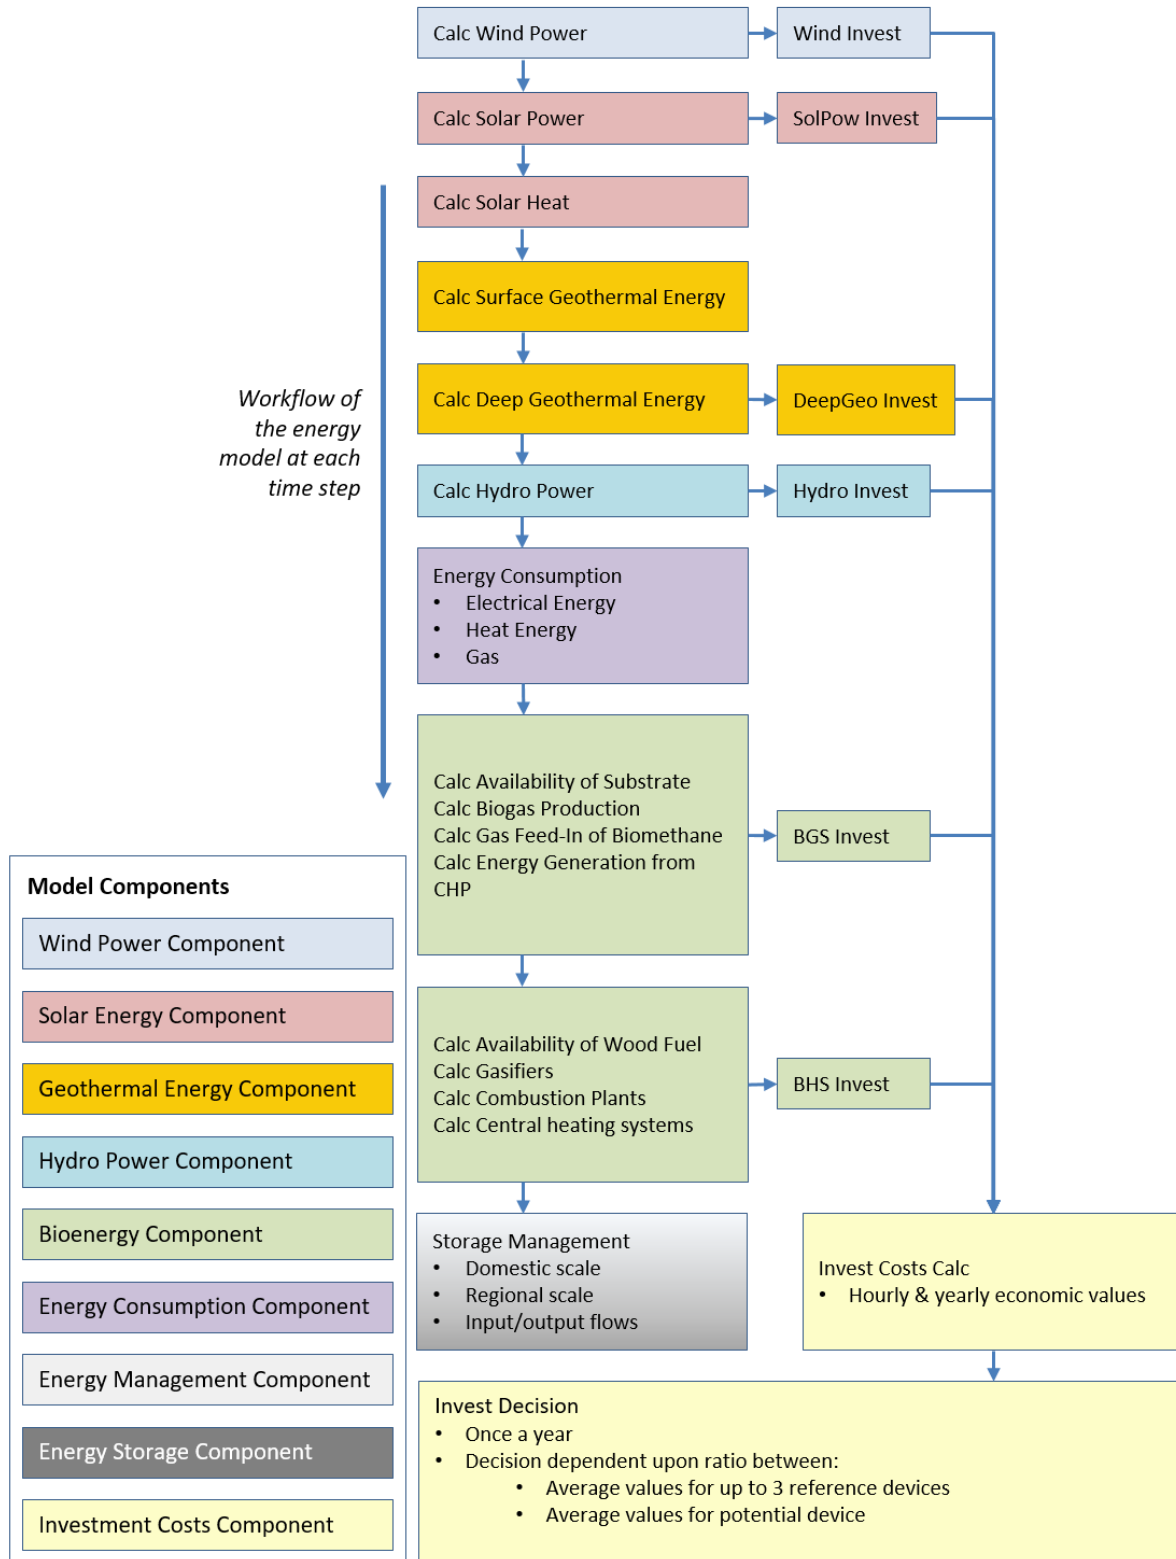 Calc Wind Power
Wind Invest
Calc Solar Power
SolPow Invest
Calc Solar Heat
Calc Surface Geothermal Energy
Workflow of
the energy
model at each
time step
Calc Deep Geothermal Energy
DeepGeo Invest
Calc Hydro Power
Hydro Invest
Energy Consumption
• Electrical Energy
• Heat Energy
• Gas
Calc Availability of Substrate
Calc Biogas Production
Calc Gas Feed-In of Biomethane
Calc Energy Generation from
CHP
BGS Invest
Calc Availability of Wood Fuel
Calc Gasifiers
Calc Combustion Plants
Calc Central heating systems
BHS Invest
Storage Management
• Domestic scale
• Regional scale
• Input/output flows
Invest Costs Calc
• Hourly & yearly economic values
Invest Decision
• Once a year
• Decision dependent upon ratio between:
• Average values for up to 3 reference devices
• Average values for potential device
Model Components
Wind Power Component
Solar Energy Component
Geothermal Energy Component
Hydro Power Component
Bioenergy Component
Energy Consumption Component
Energy Management Component
Energy Storage Component
Investment Costs Component